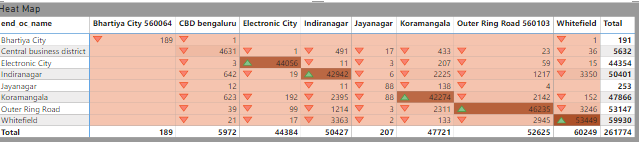 Heat Map
end oc name Bhartiya City 560064 CBD bengaluru Electronic City Indiranagar Jayanagar Koramangala Outer Ring Road 560103 Whitefield Total
Bhartiya City 189 1 1 191
Central business district 4631 1 491 17 433 23 36 5632
Electronic City 3 44056 11 3 207 59 15 44354
Indiranagar 642 19 42942 6 2225 1217 3350 50401
Jayanagar 12 11 88 138 4 253
Koramangala 623 192 2395 88 42274 2142 152 47866
Outer Ring Road 39 99 1214 3 2311 46235 3246 53147
Whitefield 21 17 3363 2 133 2945 53449 59930
Total 189 5972 44384 50427 207 47721 52625 60249 261774